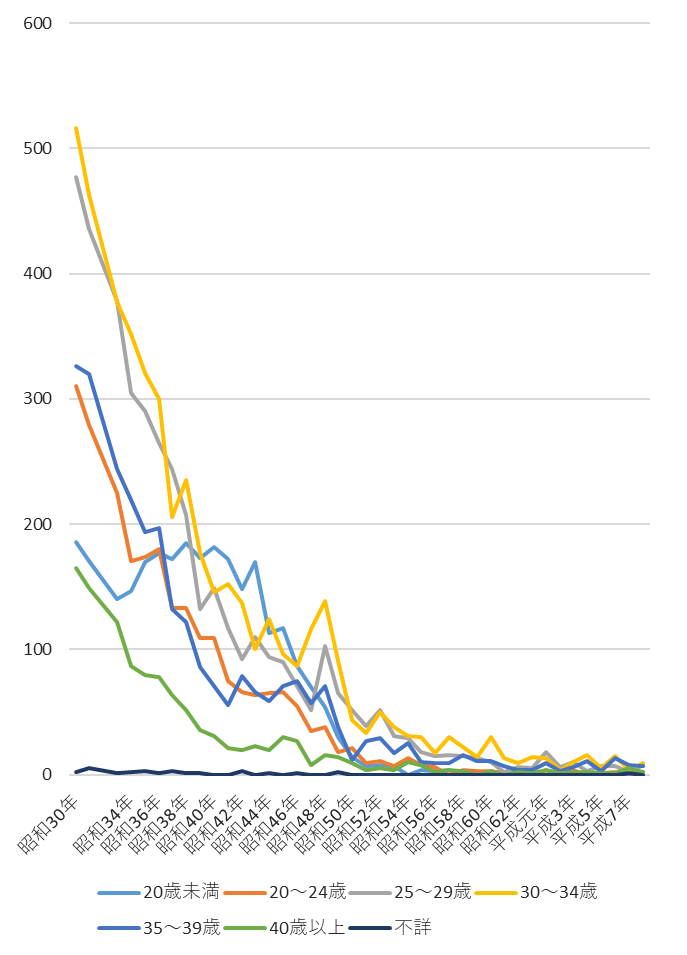 600
500
400
300
200
100
0
昭和30年
昭和34年
昭和36年
昭和38年
昭和40年
昭和42年
昭和44年
昭和46年
昭和48年
昭和50年
昭和52年
昭和54年
昭和56年
昭和58年
昭和60年
昭和62年
平成元年
平成3年
平成5年
平成7年
20歳未満 20～24歳 25～29歳 30～34歳
35～39歳 40歳以上 不詳